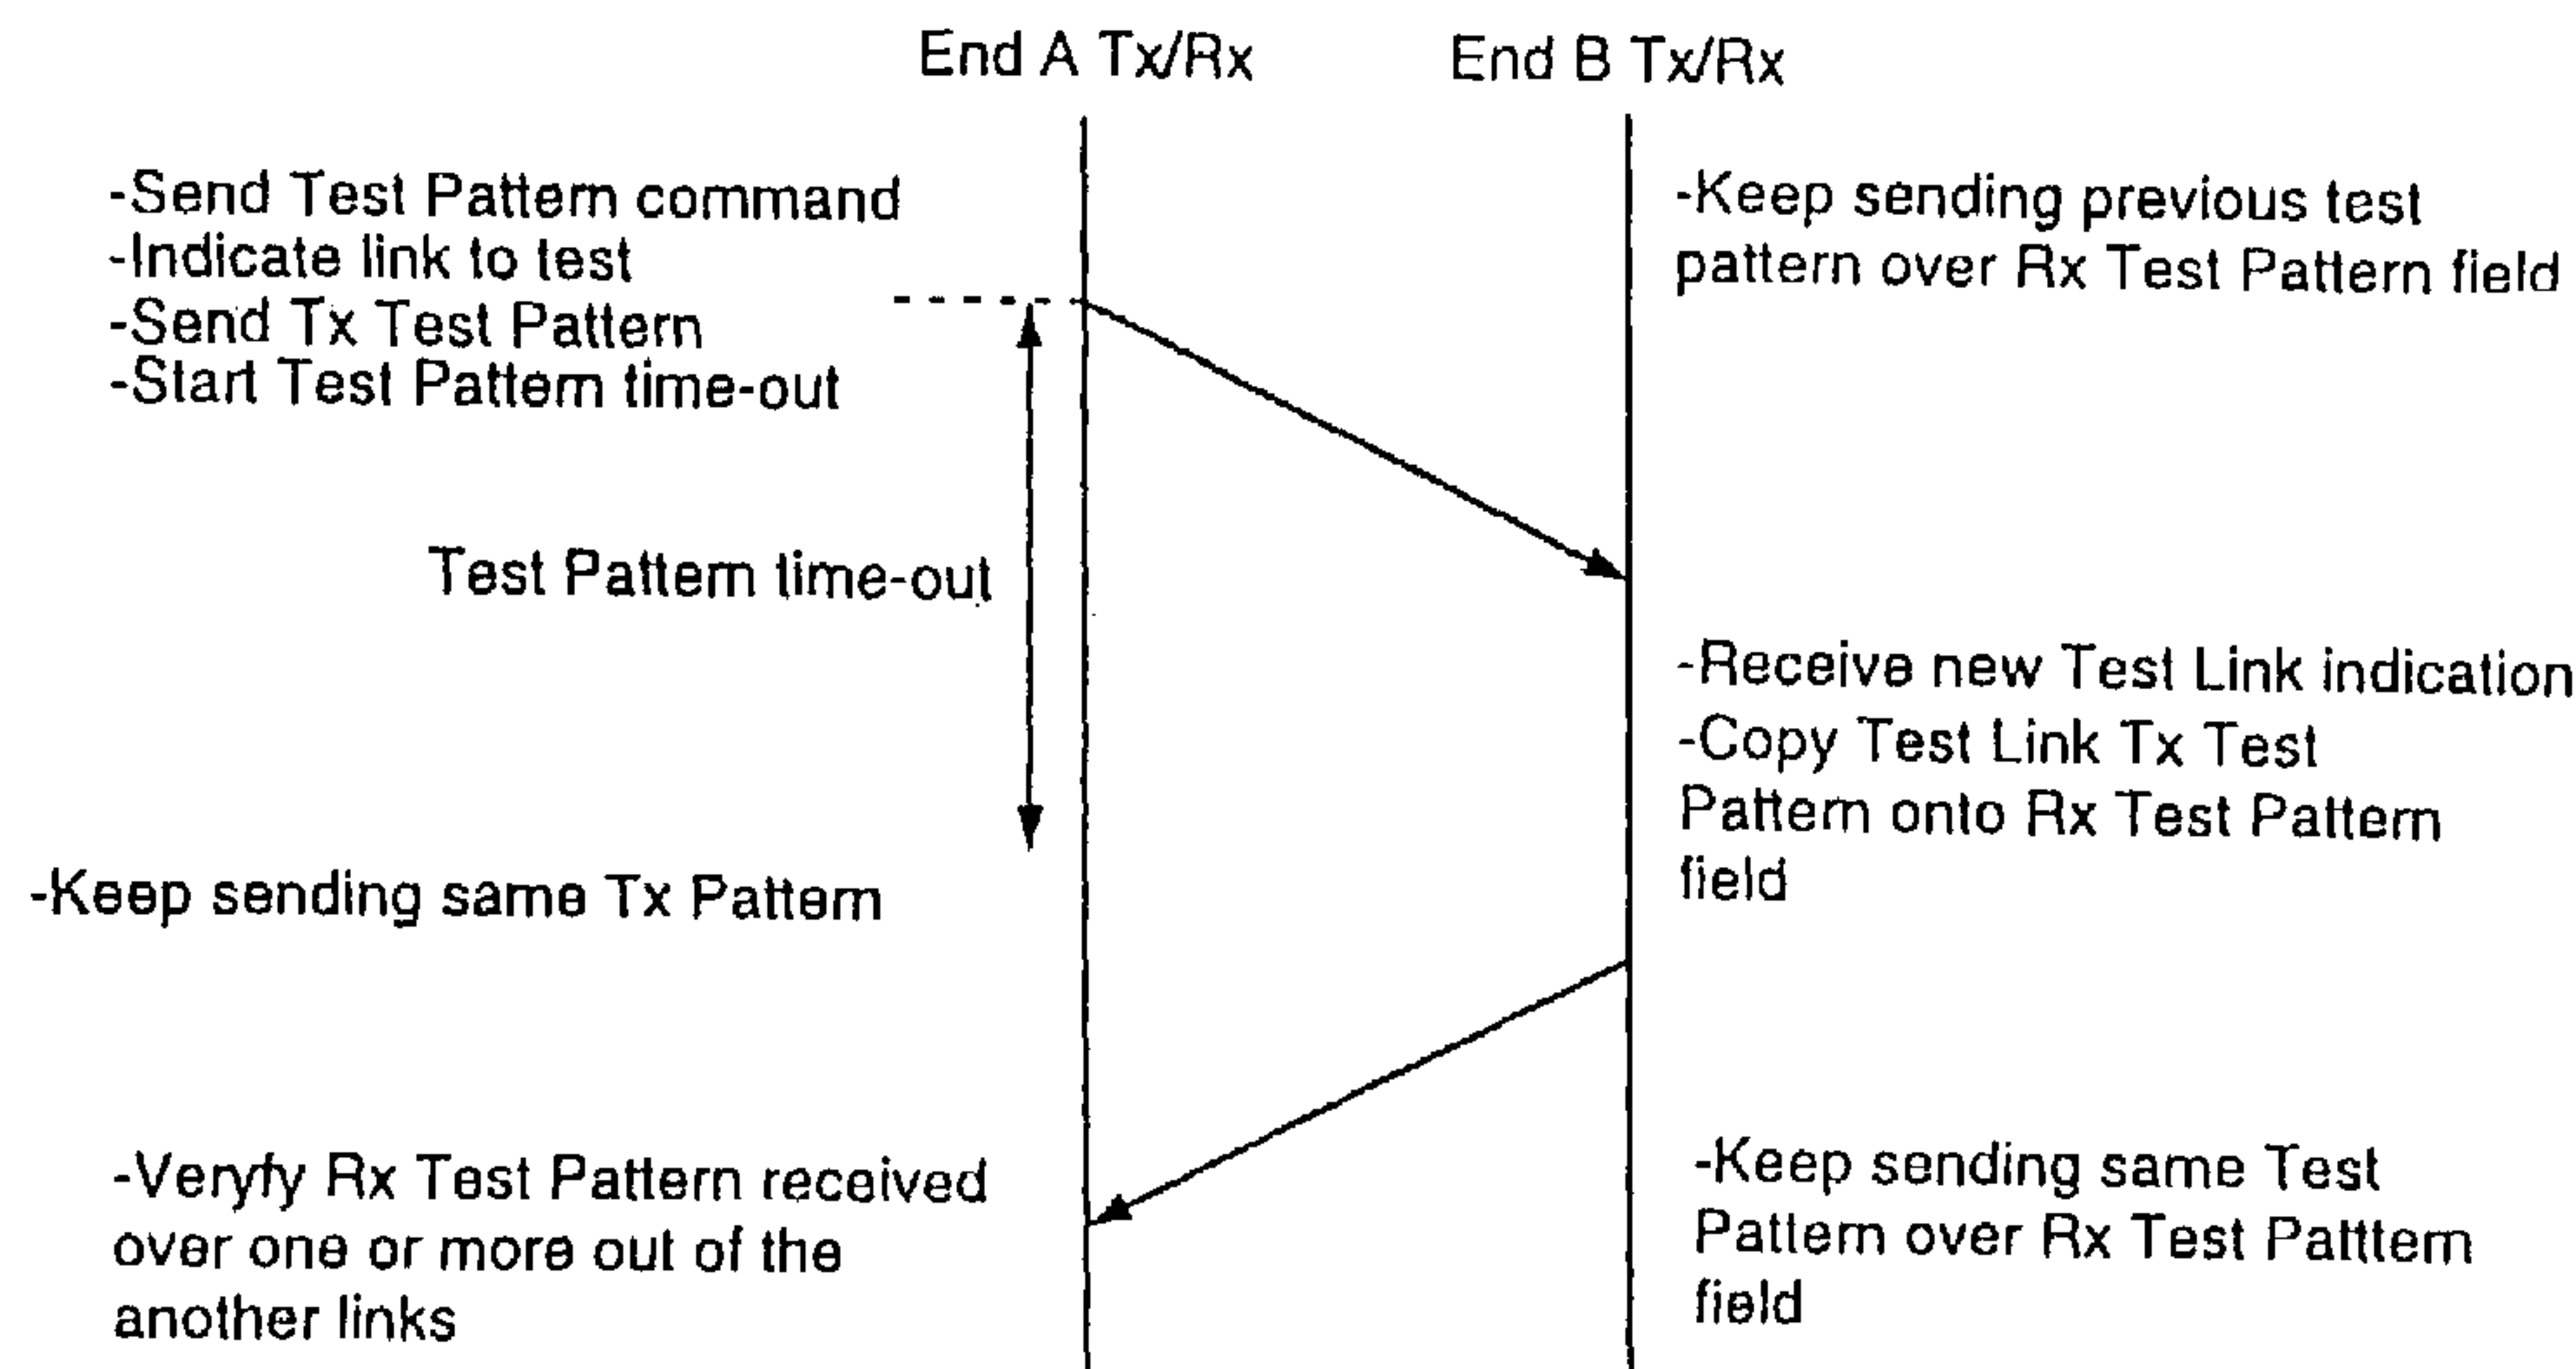 End A Tx/Rx
End B Tx/Rx
-Send Test Pattern command
-Indicate link to test
-Send Tx Test Pattern
-Start Test Pattern time-out
-Keep sending previous test
pattern over Rx Test Pattern field
Test Pattern time-out
-Receive new Test Link indication
-Copy Test Link Tx Test
Pattern onto Rx Test Pattern
field
-Keep sending same Tx Pattern
-Veryfy Rx Test Pattern received
over one or more out of the
another links
-Keep sending same Test
Pattern over Rx Test Patttern
field